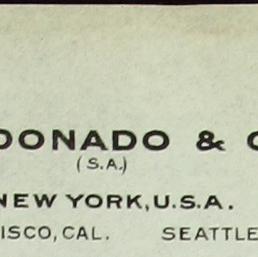 DONADO & C
(S.A.)
NEW YORK, U.S.A.
ISCO, CAL. SEATTLE